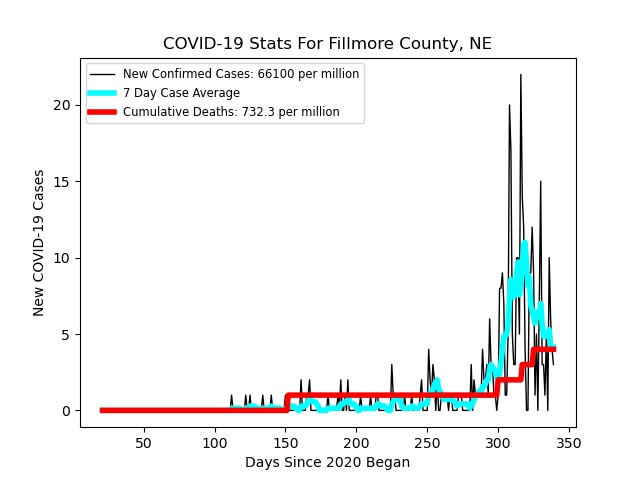 COVID-19 Stats For Fillmore County, NE
New Confirmed Cases: 66100 per million
7 Day Case Average
Cumulative Deaths: 732.3 per million
New COVID-19 Cases
20
15
10
5
0
50 100 150 200 250 300 350
Days Since 2020 Began